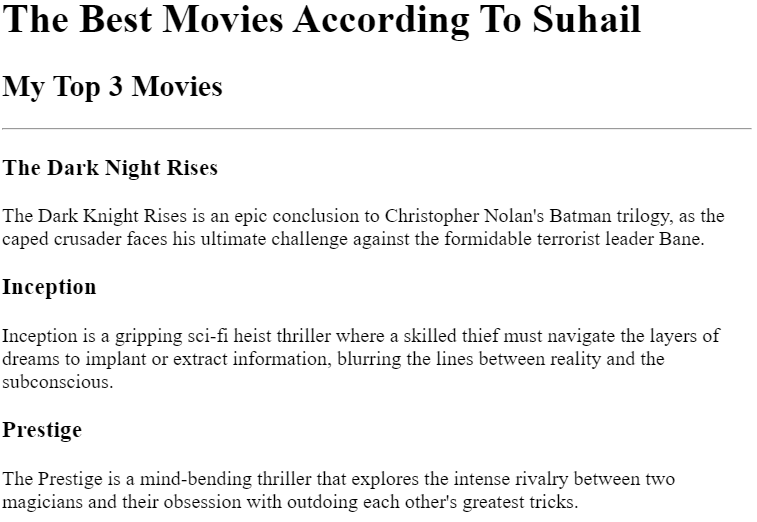 The Best Movies According To Suhail
My Top 3 Movies
The Dark Night Rises
The Dark Knight Rises is an epic conclusion to Christopher Nolan's Batman trilogy, as the
caped crusader faces his ultimate challenge against the formidable terrorist leader Bane.
Inception
Inception is a gripping sci-fi heist thriller where a skilled thief must navigate the layers of
dreams to implant or extract information, blurring the lines between reality and the
subconscious.
Prestige
The Prestige is a mind-bending thriller that explores the intense rivalry between two
magicians and their obsession with outdoing each other's greatest tricks.